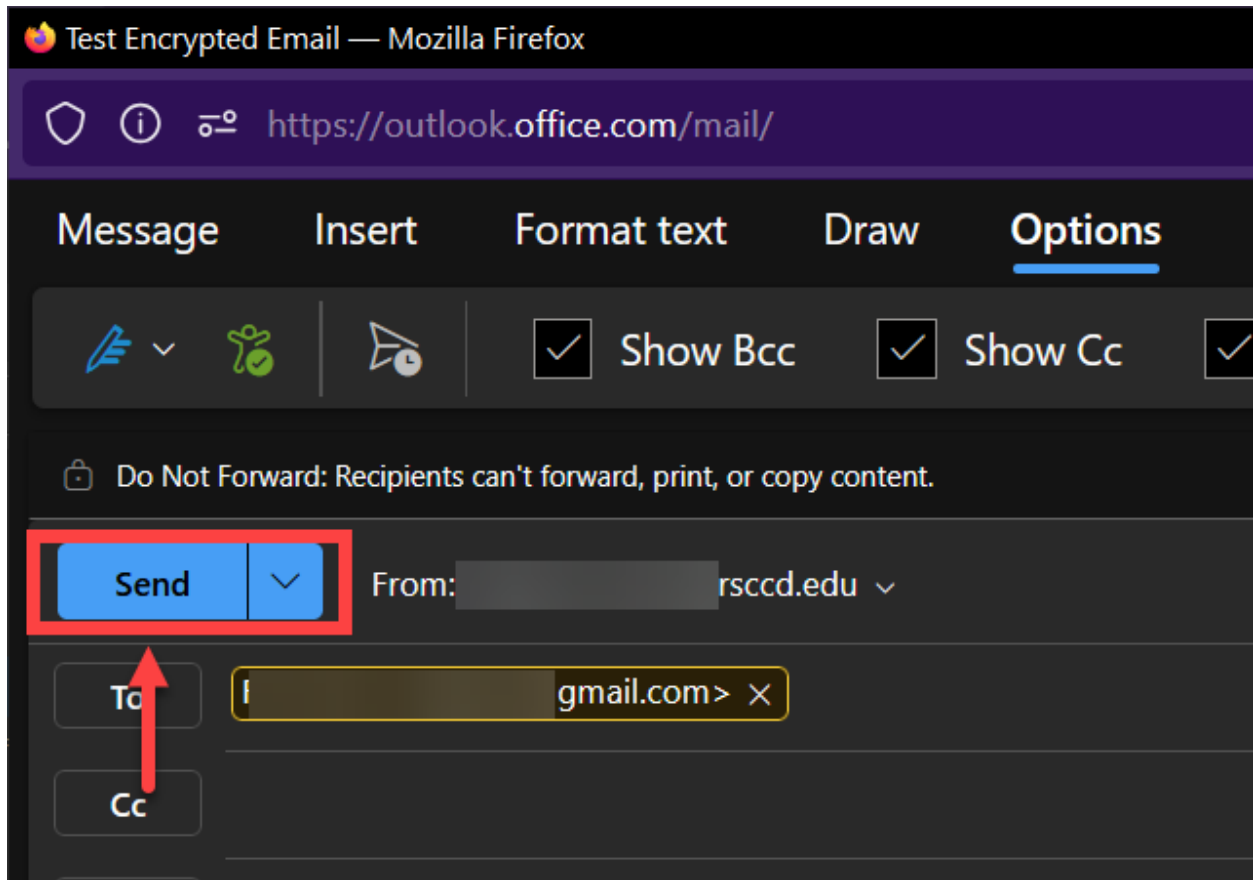 Test Encrypted Email — Mozilla Firefox
https://outlook.office.com/mail/
Message Insert Format text Draw Options
Show Bcc Show Cc
Do Not Forward: Recipients can't forward, print, or copy content.
Send From: rsccd.edu
To gmail.com>
Cc